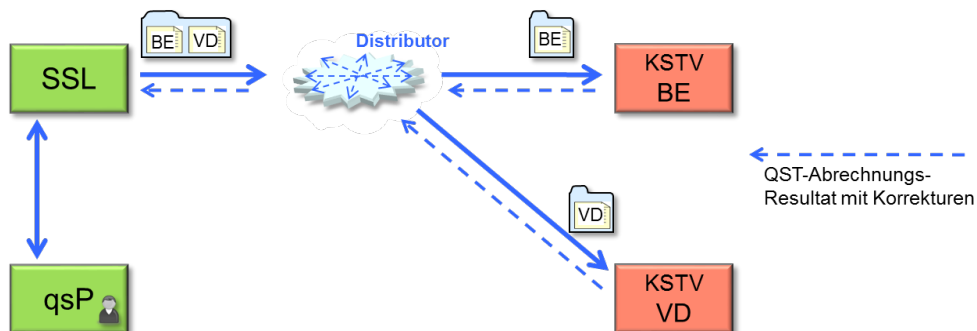 BE VD
SSL
Distributor
BE
KSTV
BE
QST-Abrechnungs-
Resultat mit Korrekturen
VD
qsP
KSTV
VD